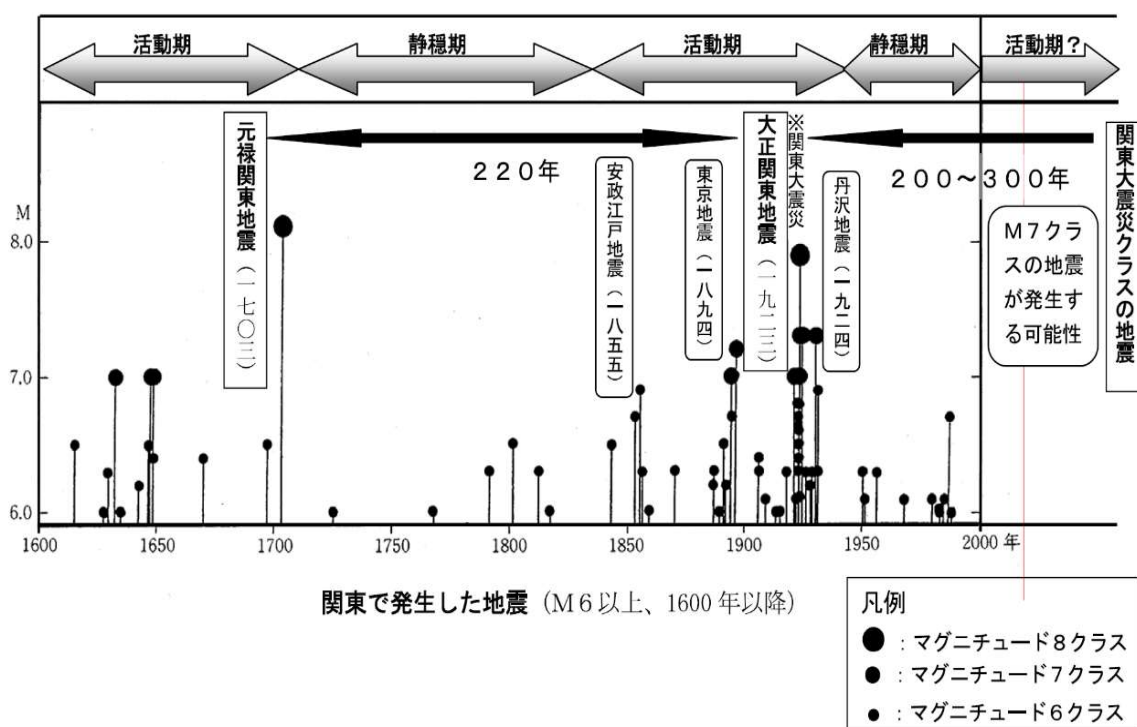 活動期
静穏期
活動期
静穏期
活動期？
元禄関東地震（一七〇三）
２２０年
安政江戸地震（一八五五）
東京地震（一八九四）
大正関東地震（一九二三）
※関東大震災
丹沢地震（一九二四）
２００～３００年
Ｍ７クラ
スの地震
が発生す
る可能性
関東大震災クラスの地震
M
8.0
7.0
6.0
1600
1650
1700
1750
1800
1850
1900
1950
2000 年
関東で発生した地震（Ｍ６以上、1600 年以降）
凡例
：マグニチュード８クラス
：マグニチュード７クラス
：マグニチュード６クラス